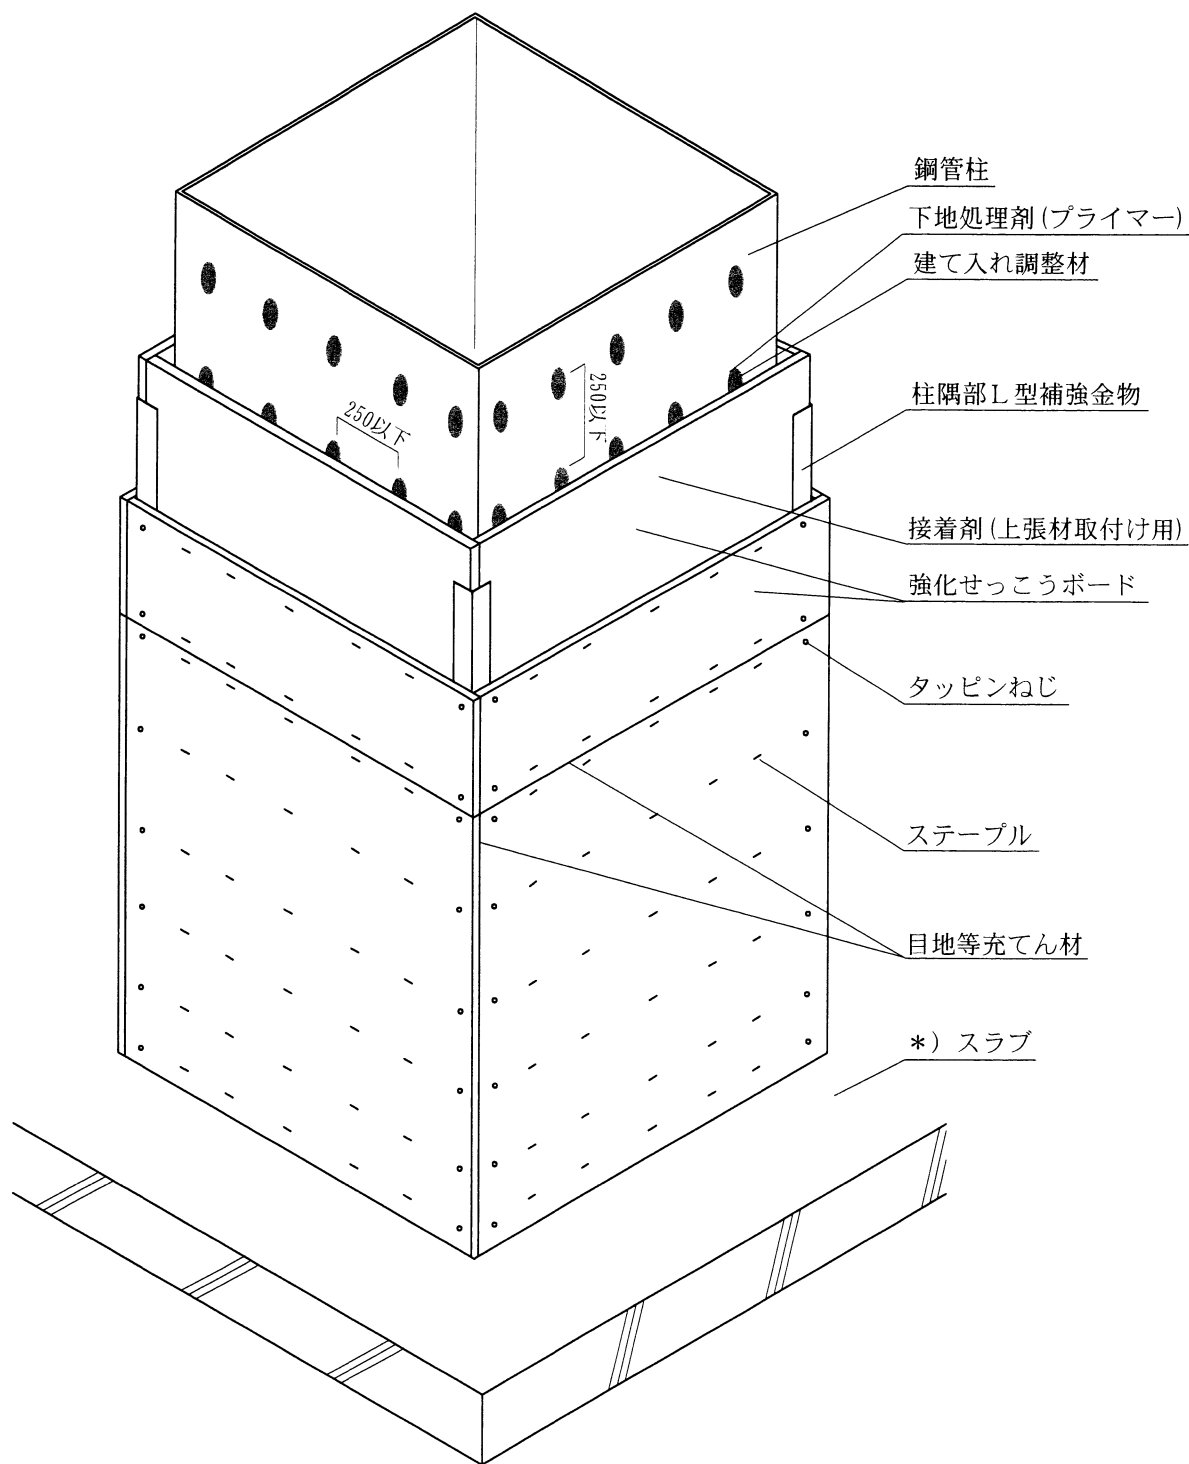 鋼管柱
下地処理剤(プライマー)
建て入れ調整材
250以下
250以下
柱隅部L型補強金物
接着剤(上張材取付け用)
強化せっこうボード
タッピンねじ
ステープル
目地等充てん材
*)スラブ